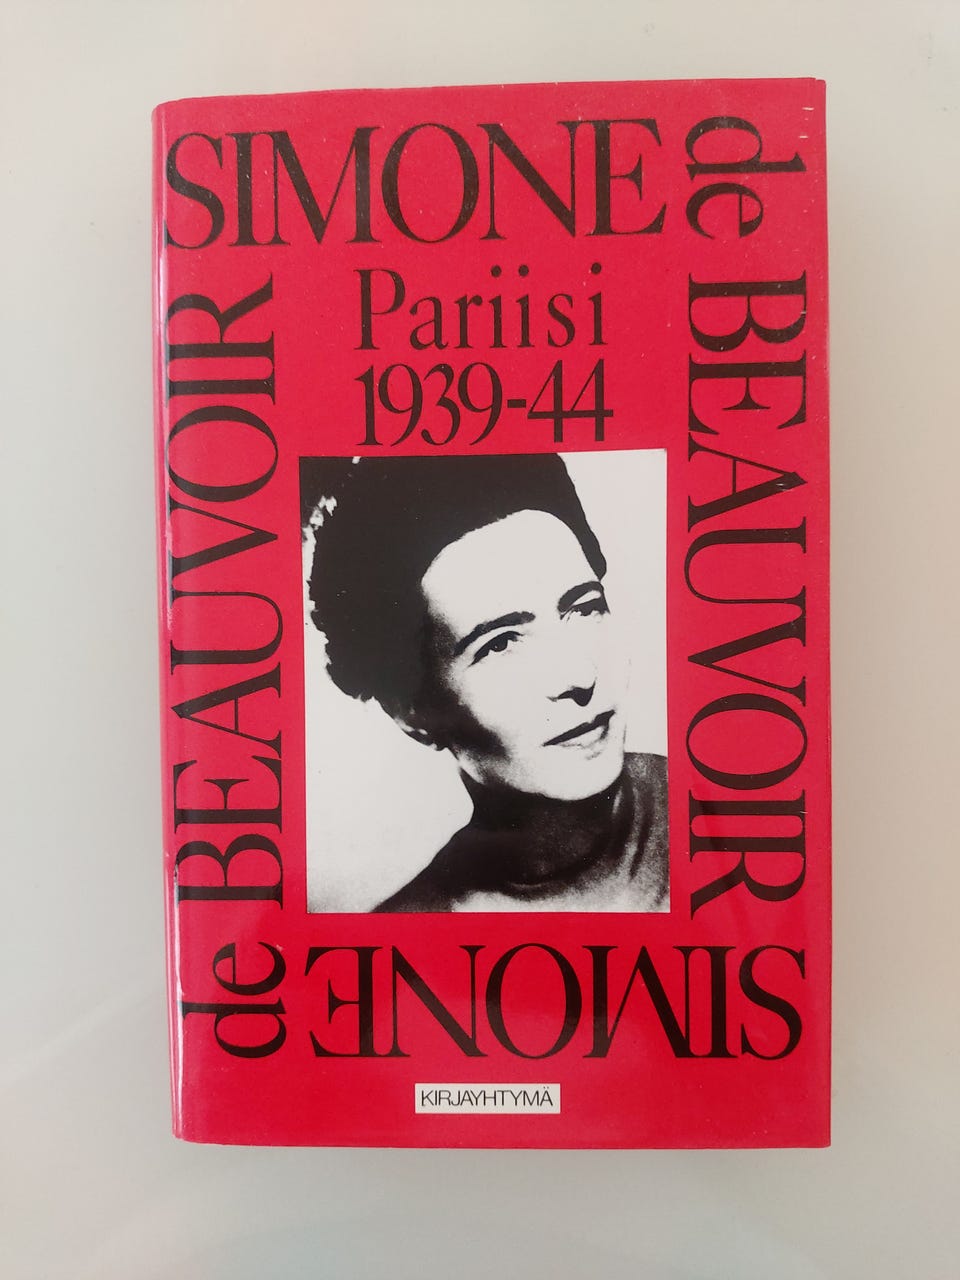 SIMONE
de BEAUVOIR
Pariisi
1939-44
SIMONE
de BEAUVOIR
KIRJAYHTYMÄ